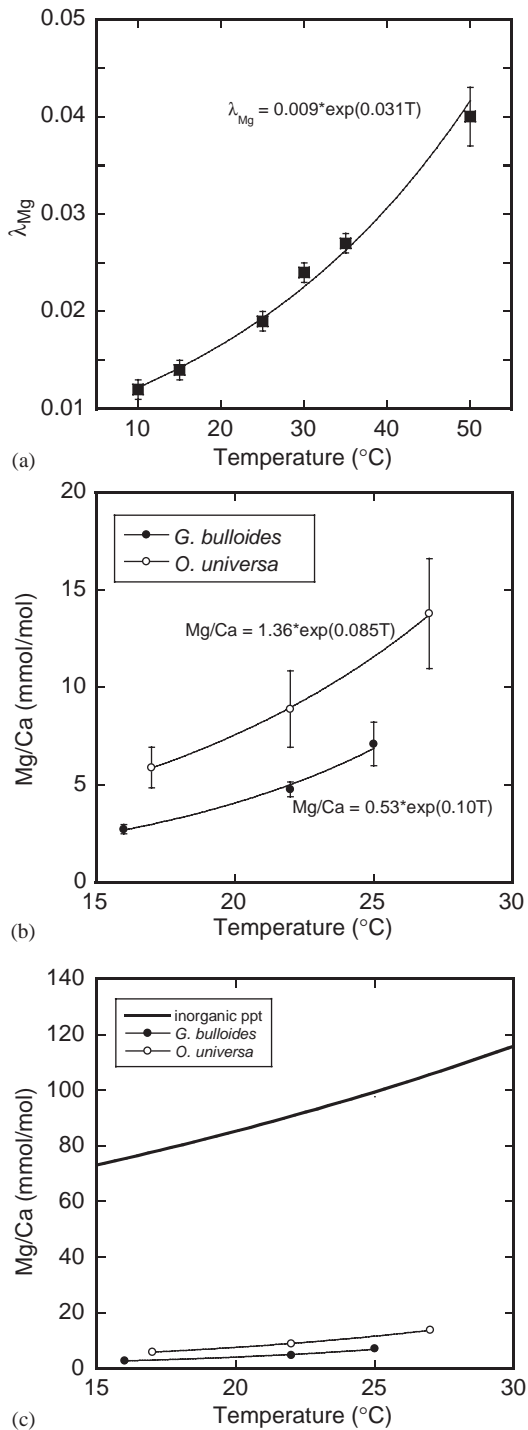 0.05
0.04
0.03
0.02
0.01
λMg
λMg = 0.009*exp(0.031T)
10 20 30 40 50
Temperature (°C)
(a)
20
15
10
5
0
Mg/Ca (mmol/mol)
G. bulloides
O. universa
Mg/Ca = 1.36*exp(0.085T)
Mg/Ca = 0.53*exp(0.10T)
15 20 25 30
Temperature (°C)
(b)
140
120
100
80
60
40
20
0
Mg/Ca (mmol/mol)
inorganic ppt
G. bulloides
O. universa
15 20 25 30
Temperature (°C)
(c)